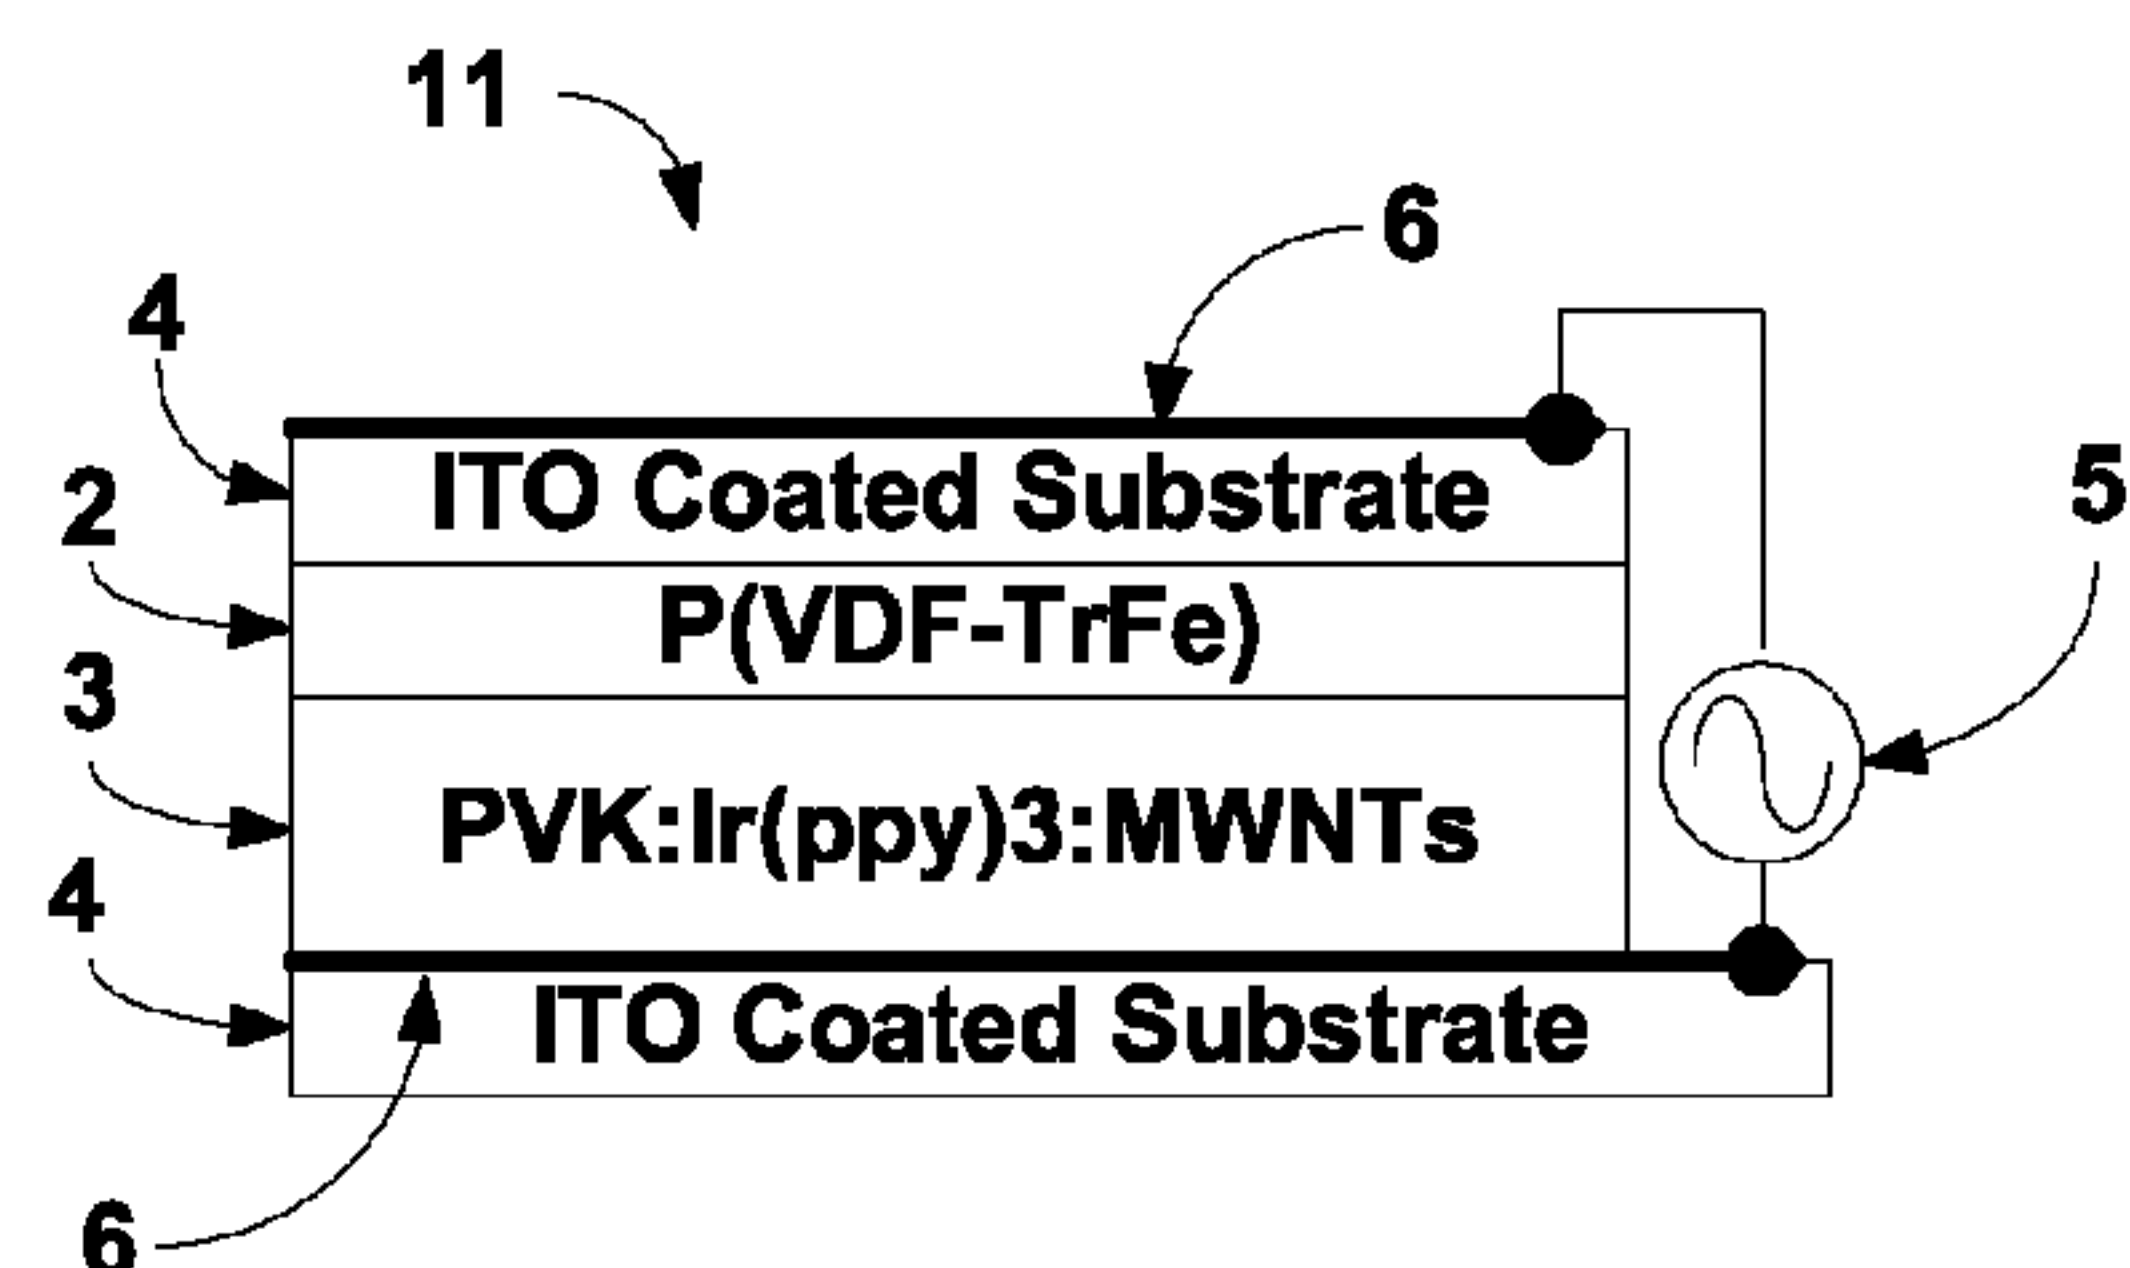 11
6
4
ITO Coated Substrate
5
2
P(VDF-TrFe)
3
PVK:Ir(ppy)3:MWNTs
4
ITO Coated Substrate
6